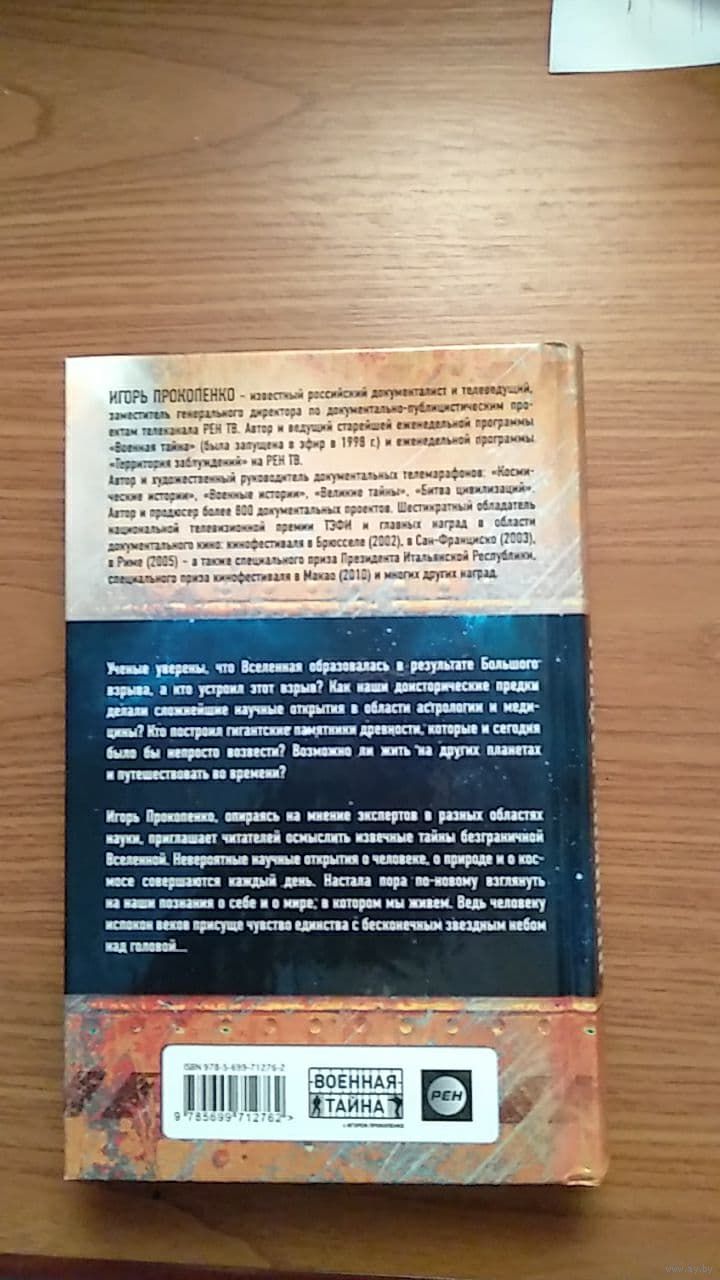 ИГОРЬ ПРОКОПЕНКО – известный российский документалист и телеведущий,
заместитель генерального директора по документально-публицистическим прое-
ектам телеканала РЕН ТВ. Автор и ведущий старейшей еженедельной программы
«Военная тайна» (была запущена в эфир в 1998 г.) и еженедельной программы
«Территория заблуждений» на РЕН ТВ.
Автор и художественный руководитель документальных телемарафонов: «Косми-
ческие истории», «Военные истории», «Великие тайны», «Битва цивилизаций».
Автор и продюсер более 800 документальных проектов. Шестикратный обладатель
национальной телевизионной премии ТЭФИ и главных наград в области
документального кино: кинофестиваля в Брюсселе (2002), в Сан-Франциско (2003),
в Риме (2005) – а также специального приза Президента Итальянской Республики,
специального приза кинофестиваля в Макао (2010) и многих других наград.
Ученые уверены, что Вселенная образовалась в результате Большого
взрыва, а кто устроил этот взрыв? Как наши доисторические предки
делали сложнейшие научные открытия в области астрологии и меди-
цины? Кто построил гигантские памятники древности, которые и сегодня
было бы непросто возвести? Возможно ли жить на других планетах
и путешествовать во времени?
Игорь Прокопенко, опираясь на мнение экспертов в разных областях
науки, приглашает читателей осмыслить извечные тайны безграничной
Вселенной. Невероятные научные открытия о человеке, о природе и о кос-
мосе совершаются каждый день. Настала пора по-новому взглянуть
на наши познания о себе и о мире, в котором мы живем. Ведь человеку
испокон веков присуще чувство единства с бесконечным звездным небом
над головой...
ISBN 978-5-699-71276-2
9 785699 712762 >
ВОЕННАЯ
ТАЙНА
с ИГОРЕМ ПРОКОПЕНКО
РЕН
www.ay.by